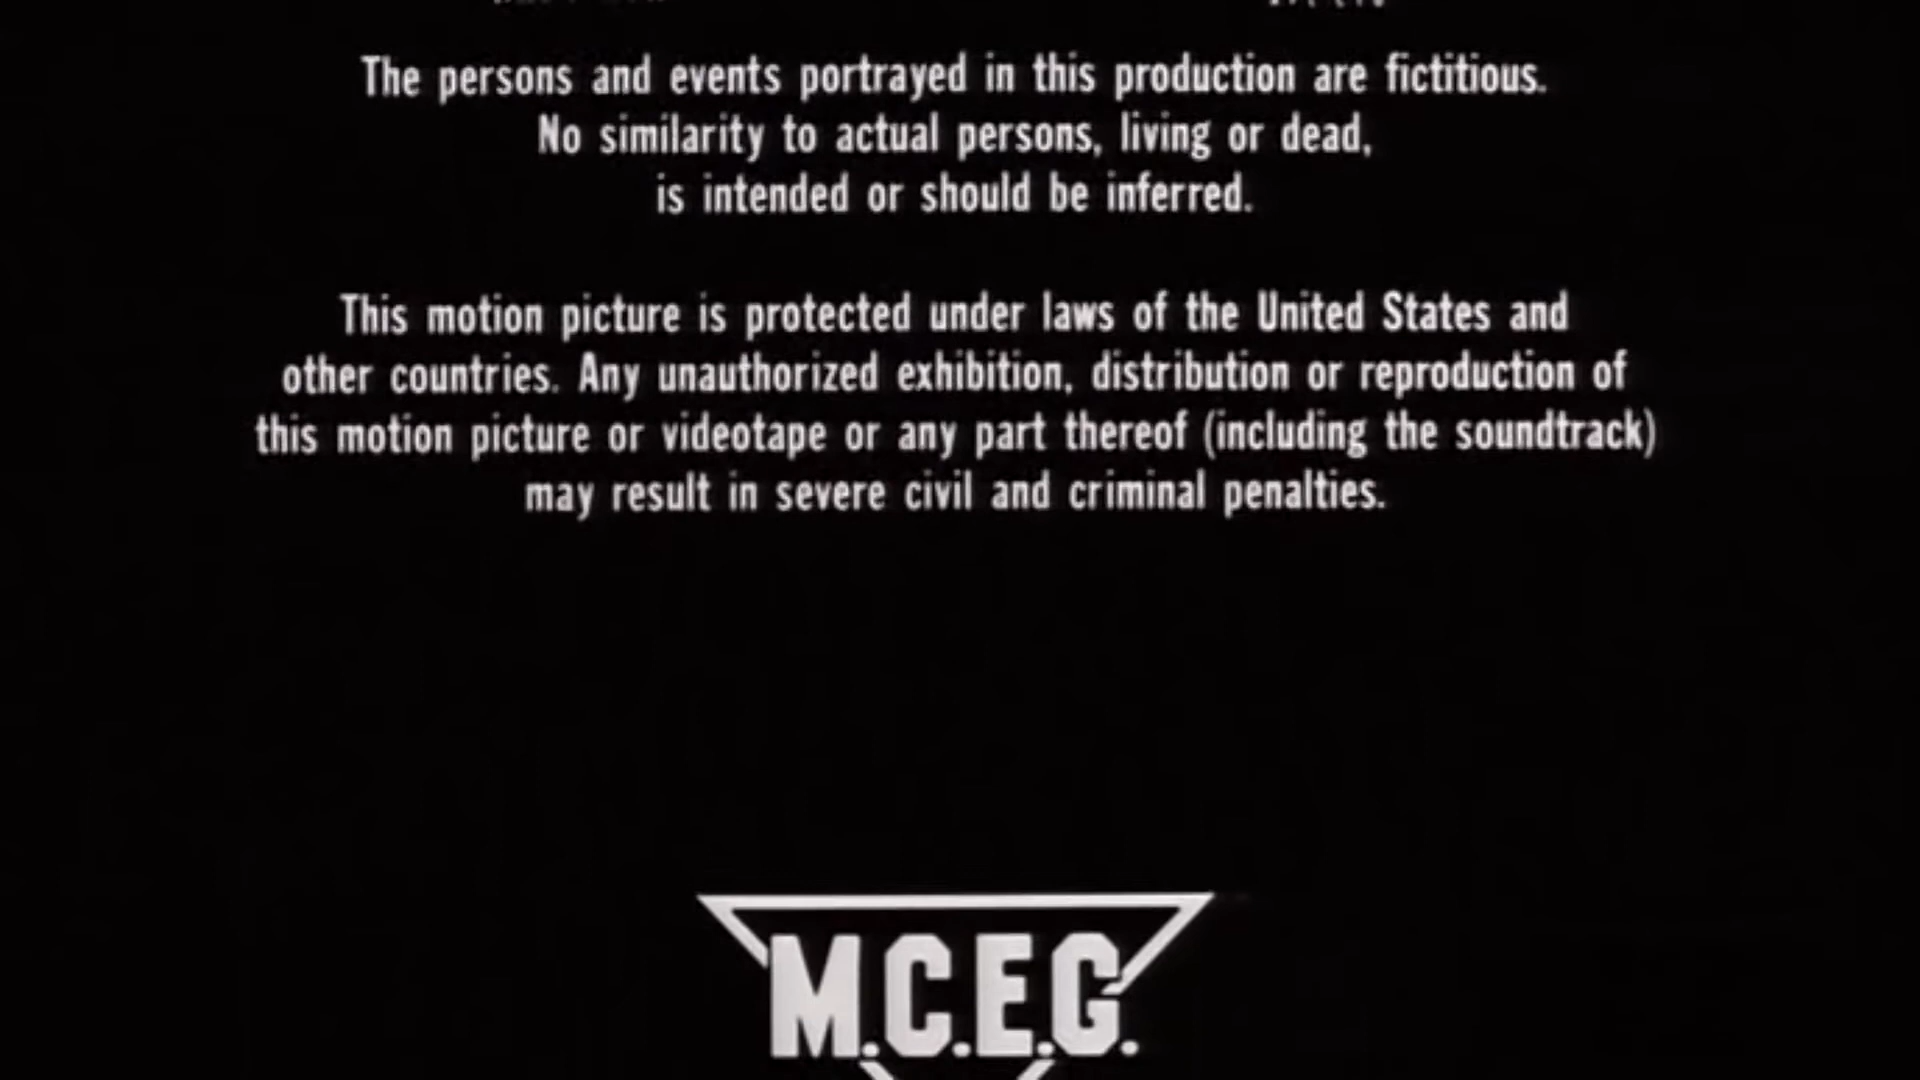 The persons and events portrayed in this production are fictitious.
No similarity to actual persons, living or dead,
is intended or should be inferred.
This motion picture is protected under laws of the United States and
other countries. Any unauthorized exhibition, distribution or reproduction of
this motion picture or videotape or any part thereof (including the soundtrack)
may result in severe civil and criminal penalties.
M.C.E.G.